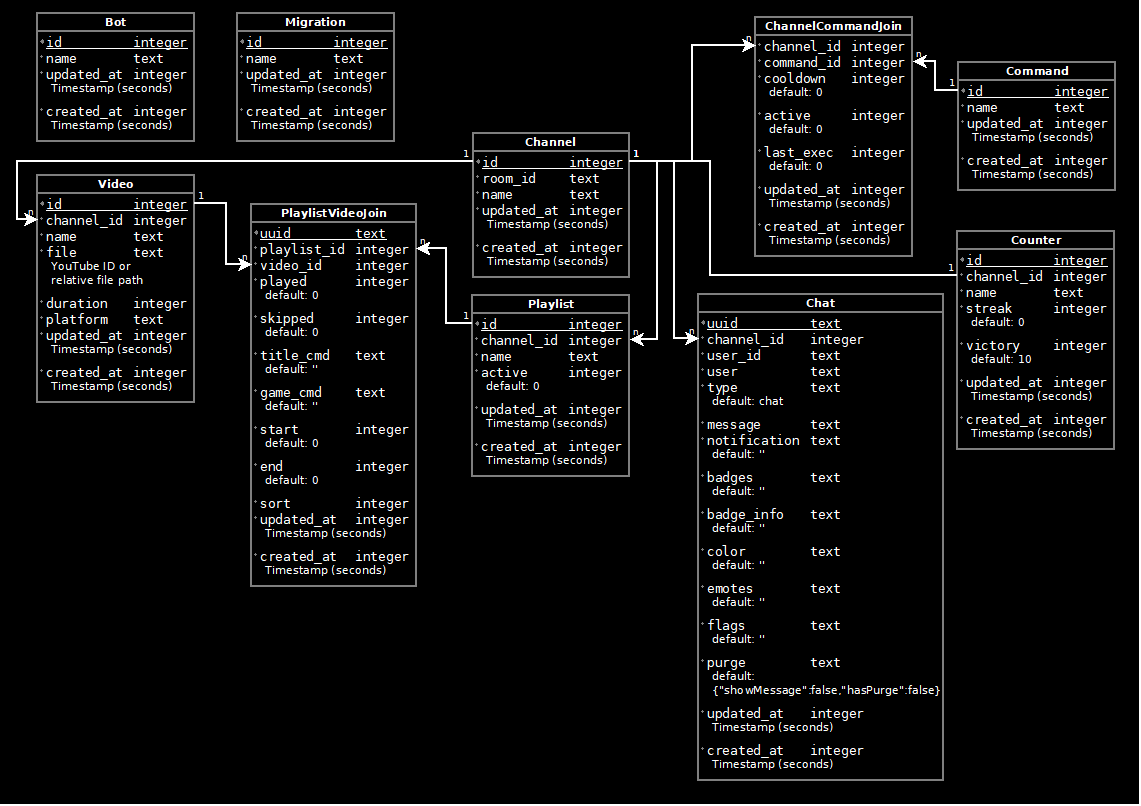 Bot
id integer
name text
updated_at integer
Timestamp (seconds)
created_at integer
Timestamp (seconds)
Migration
id integer
name text
updated_at integer
Timestamp (seconds)
created_at integer
Timestamp (seconds)
ChannelCommandJoin
n
channel_id integer
command_id integer
n
cooldown integer
default: 0
active integer
default: 0
last_exec integer
default: 0
updated_at integer
Timestamp (seconds)
created_at integer
Timestamp (seconds)
Command
1
id integer
name text
updated_at integer
Timestamp (seconds)
created_at integer
Timestamp (seconds)
Channel
1
1
id integer
room_id text
name text
updated_at integer
Timestamp (seconds)
created_at integer
Timestamp (seconds)
Video
1
id integer
n
channel_id integer
name text
file text
YouTube ID or
relative file path
duration integer
platform text
updated_at integer
Timestamp (seconds)
created_at integer
Timestamp (seconds)
PlaylistVideoJoin
uuid text
n
playlist_id integer
n
video_id integer
played integer
default: 0
skipped integer
default: 0
title_cmd text
default: ''
game_cmd text
default: ''
start integer
default: 0
end integer
default: 0
sort integer
updated_at integer
Timestamp (seconds)
created_at integer
Timestamp (seconds)
Playlist
1
id integer
n
channel_id integer
name text
active integer
default: 0
updated_at integer
Timestamp (seconds)
created_at integer
Timestamp (seconds)
Chat
uuid text
n
channel_id integer
user_id text
user text
type text
default: chat
message text
notification text
default: ''
badges text
default: ''
badge_info text
default: ''
color text
default: ''
emotes text
default: ''
flags text
default: ''
purge text
default:
{"showMessage":false,"hasPurge":false}
updated_at integer
Timestamp (seconds)
created_at integer
Timestamp (seconds)
Counter
id integer
1
channel_id integer
name text
streak integer
default: 0
victory integer
default: 10
updated_at integer
Timestamp (seconds)
created_at integer
Timestamp (seconds)